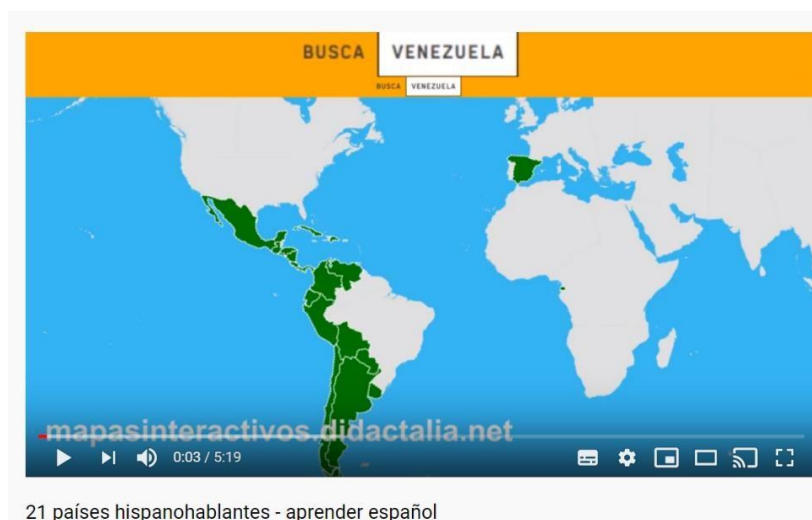 BUSCA VENEZUELA
BUSCA VENEZUELA
mapasinteractivos.didactalia.net
0:03 / 5:19
21 países hispanohablantes - aprender español